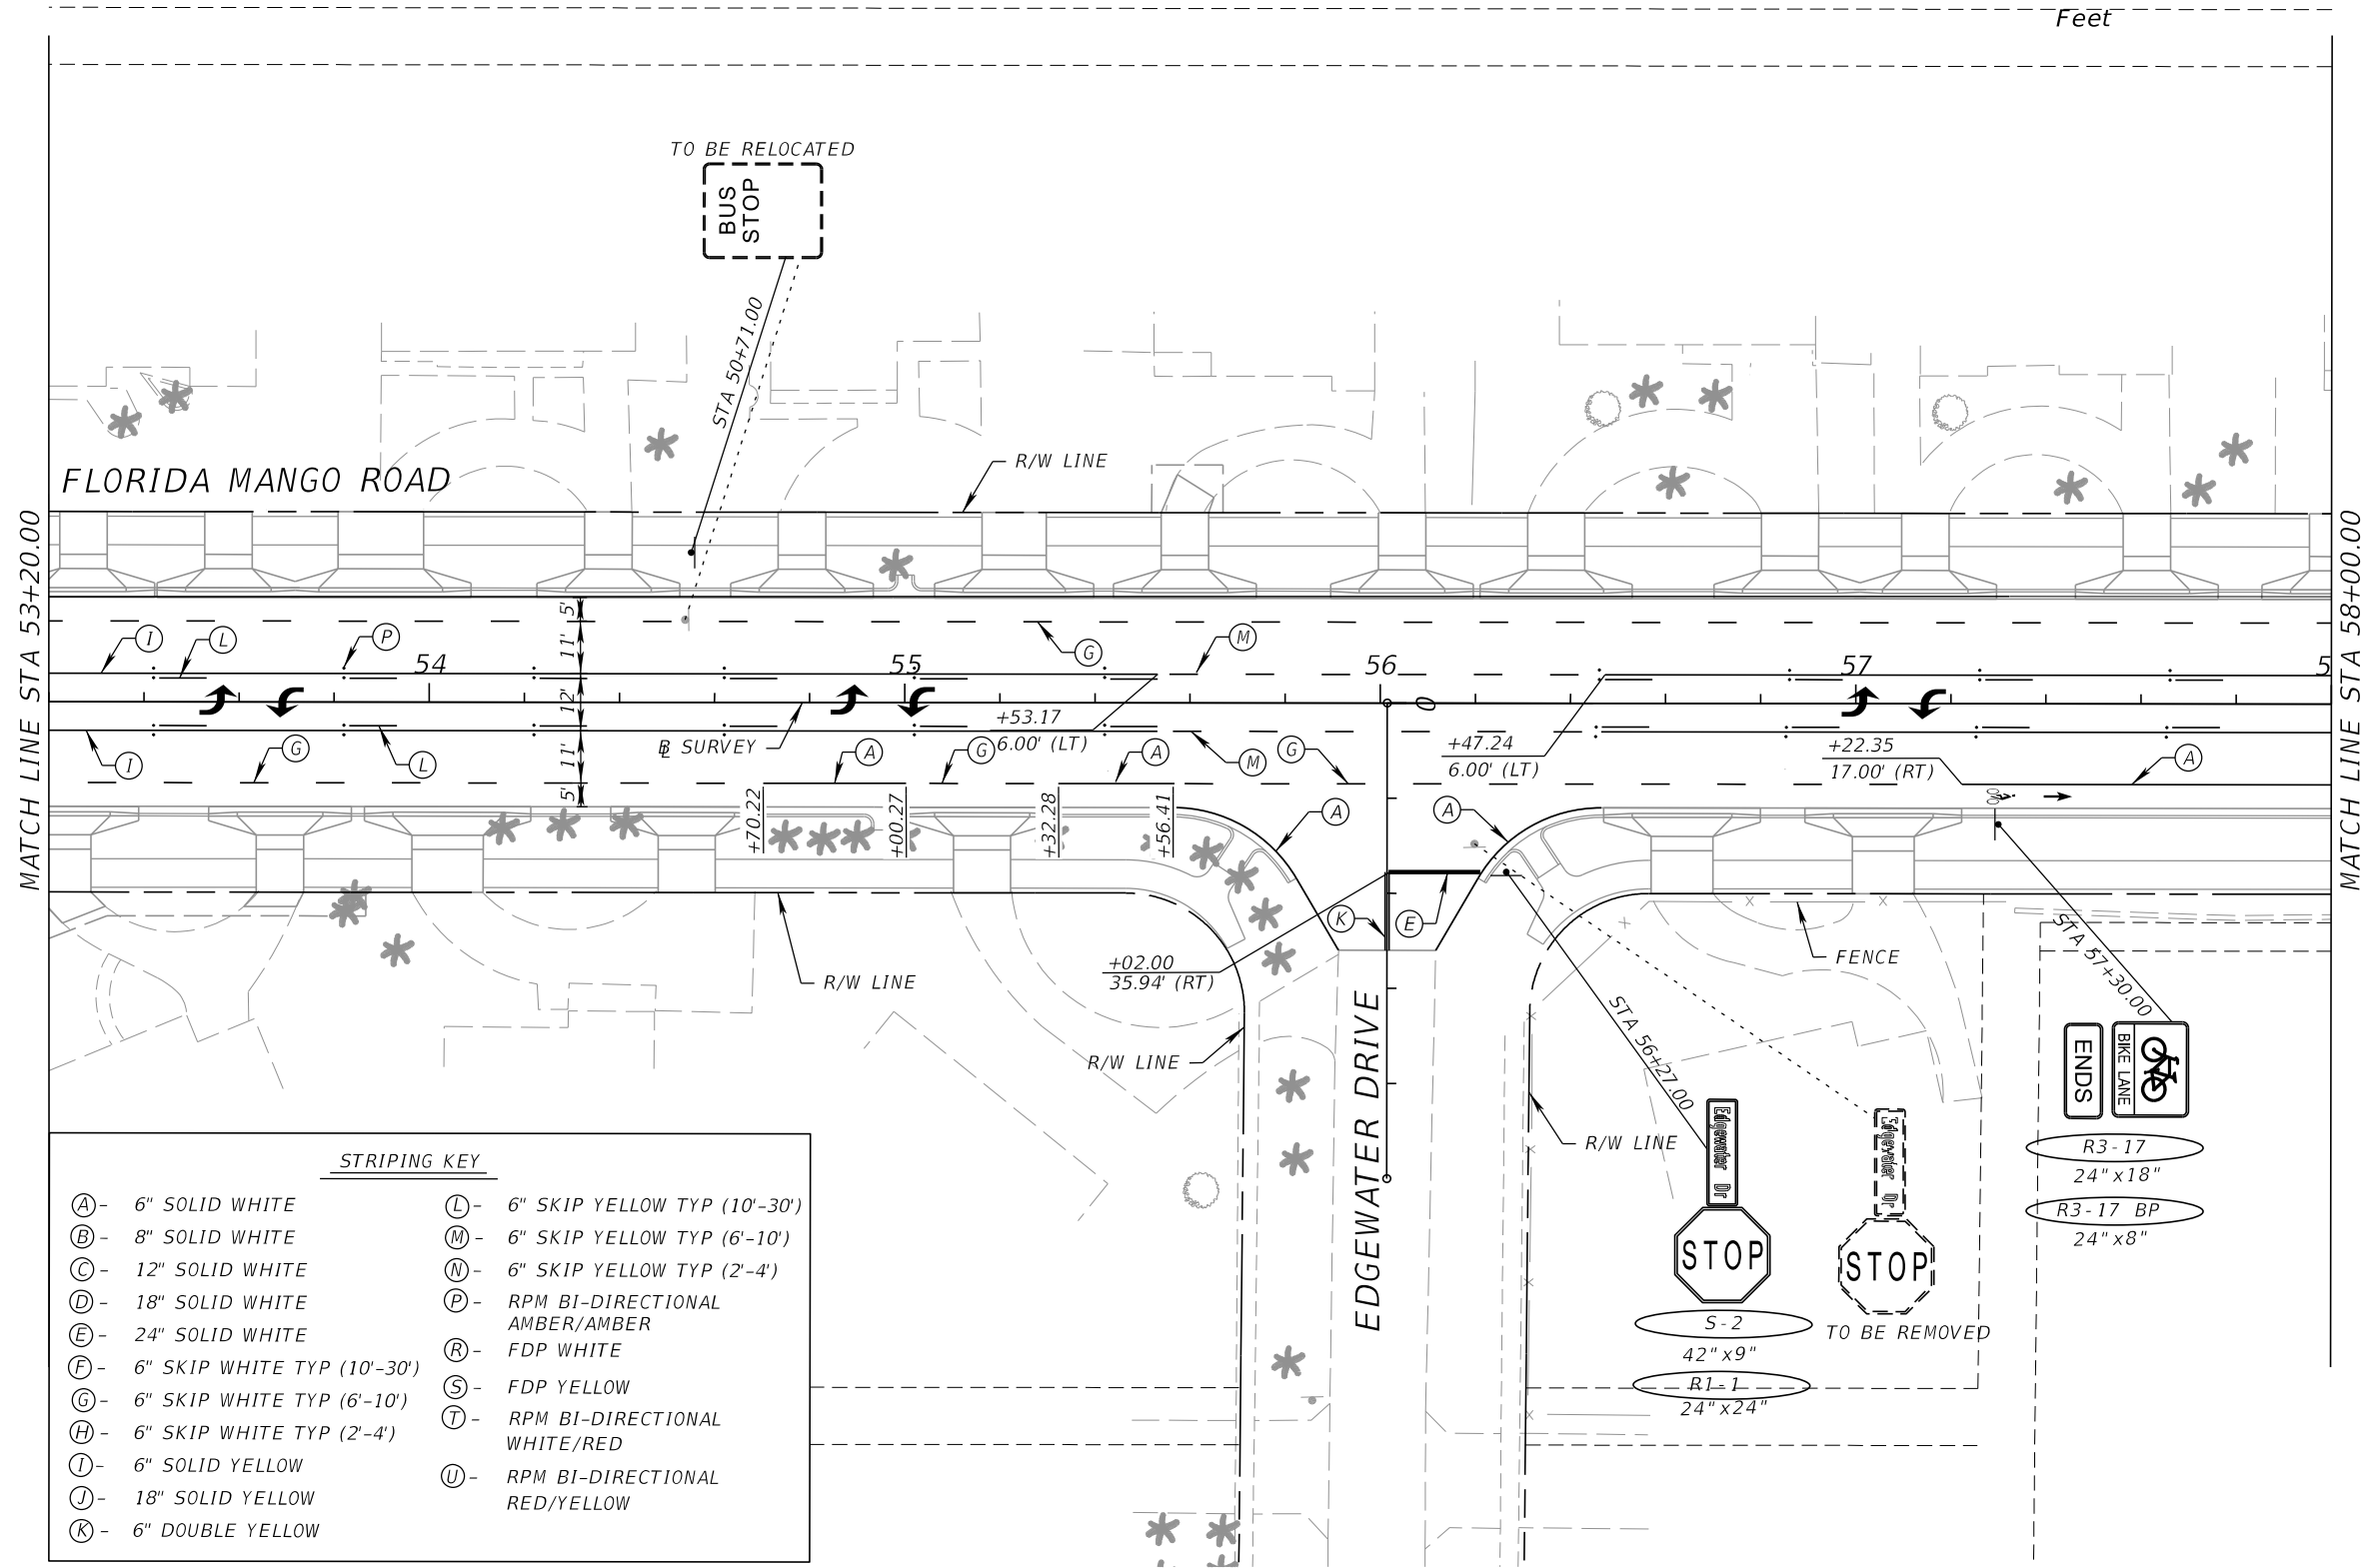 Feet
TO BE RELOCATED
BUS
STOP
STA 50+71.00
FLORIDA MANGO ROAD
R/W LINE
MATCH LINE STA 53+20.00
MATCH LINE STA 58+00.00
5'
11'
12'
11'
5'
I
L
P
G
M
54
55
56
57
5
0
+53.17
6.00' (LT)
+47.24
6.00' (LT)
+22.35
17.00' (RT)
I
G
L
BL SURVEY
A
G
A
M
G
A
+70.22
+00.27
+32.28
+56.41
A
A
K
E
+02.00
35.94' (RT)
R/W LINE
R/W LINE
R/W LINE
FENCE
EDGEWATER DRIVE
STA 56+27.00
STA 57+30.00
ENDS
BIKE LANE
R3-17
24"x18"
R3-17 BP
24"x8"
Edgewater Dr
STOP
S-2
42"x9"
R1-1
24"x24"
Edgewater Dr
STOP
TO BE REMOVED
STRIPING KEY
A - 6" SOLID WHITE
B - 8" SOLID WHITE
C - 12" SOLID WHITE
D - 18" SOLID WHITE
E - 24" SOLID WHITE
F - 6" SKIP WHITE TYP (10'-30')
G - 6" SKIP WHITE TYP (6'-10')
H - 6" SKIP WHITE TYP (2'-4')
I - 6" SOLID YELLOW
J - 18" SOLID YELLOW
K - 6" DOUBLE YELLOW
L - 6" SKIP YELLOW TYP (10'-30')
M - 6" SKIP YELLOW TYP (6'-10')
N - 6" SKIP YELLOW TYP (2'-4')
P - RPM BI-DIRECTIONAL
AMBER/AMBER
R - FDP WHITE
S - FDP YELLOW
T - RPM BI-DIRECTIONAL
WHITE/RED
U - RPM BI-DIRECTIONAL
RED/YELLOW